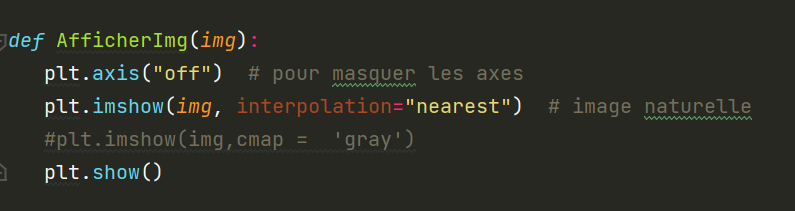 def AfficherImg(img):
    plt.axis("off")  # pour masquer les axes
    plt.imshow(img, interpolation="nearest")  # image naturelle
    #plt.imshow(img,cmap =  'gray')
    plt.show()